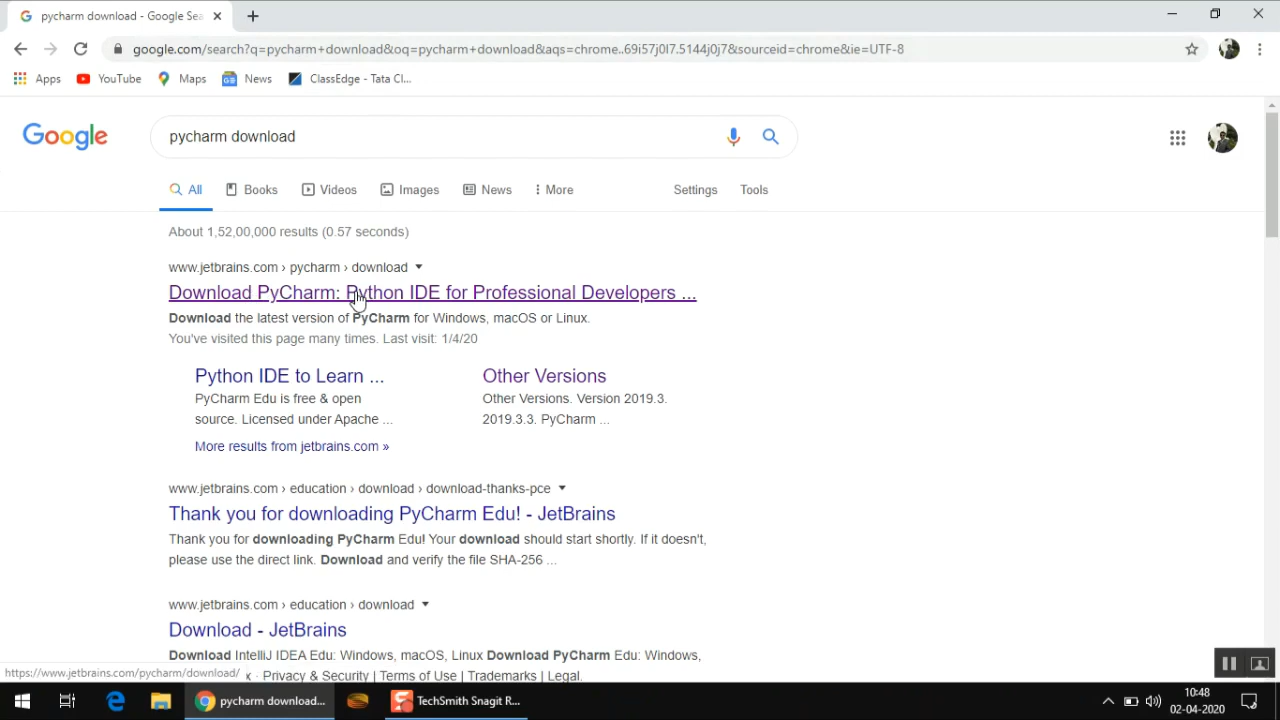 pycharm download - Google Sea
google.com/search?q=pycharm+download&oq=pycharm+download&aqs=chrome..69i57j0l7.5144j0j7&sourceid=chrome&ie=UTF-8
Apps YouTube Maps News ClassEdge - Tata Cl...
Google
pycharm download
All Books Videos Images News More Settings Tools
About 1,52,00,000 results (0.57 seconds)
www.jetbrains.com › pycharm › download
Download PyCharm: Python IDE for Professional Developers ...
Download the latest version of PyCharm for Windows, macOS or Linux.
You've visited this page many times. Last visit: 1/4/20
Python IDE to Learn ...
PyCharm Edu is free & open
source. Licensed under Apache ...
Other Versions
Other Versions. Version 2019.3.
2019.3.3. PyCharm ...
More results from jetbrains.com »
www.jetbrains.com › education › download › download-thanks-pce
Thank you for downloading PyCharm Edu! - JetBrains
Thank you for downloading PyCharm Edu! Your download should start shortly. If it doesn't,
please use the direct link. Download and verify the file SHA-256 ...
www.jetbrains.com › education › download
Download - JetBrains
Download IntelliJ IDEA Edu: Windows, macOS, Linux Download PyCharm Edu: Windows,
Privacy & Security | Terms of Use | Trademarks | Legal.
https://www.jetbrains.com/pycharm/download/
pycharm download... TechSmith Snagit R...
10:48
02-04-2020